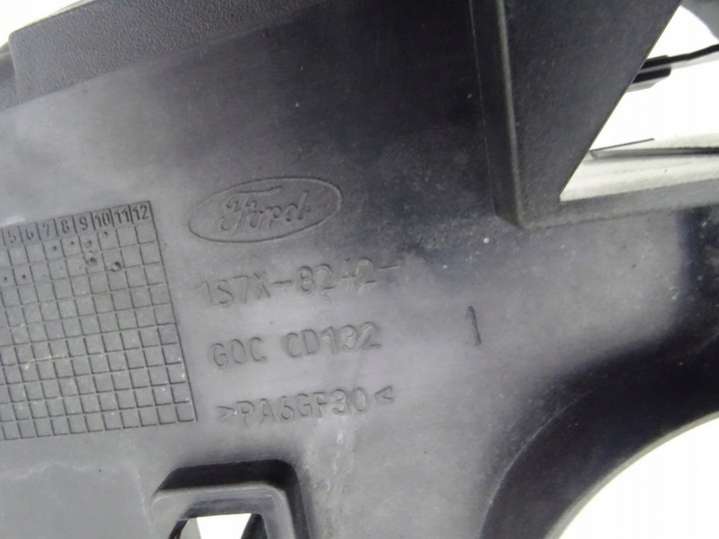 Ford
5 6 7 8 9 10 11 12
1S7X-8242-
GOC CD132
>PA6GF30<